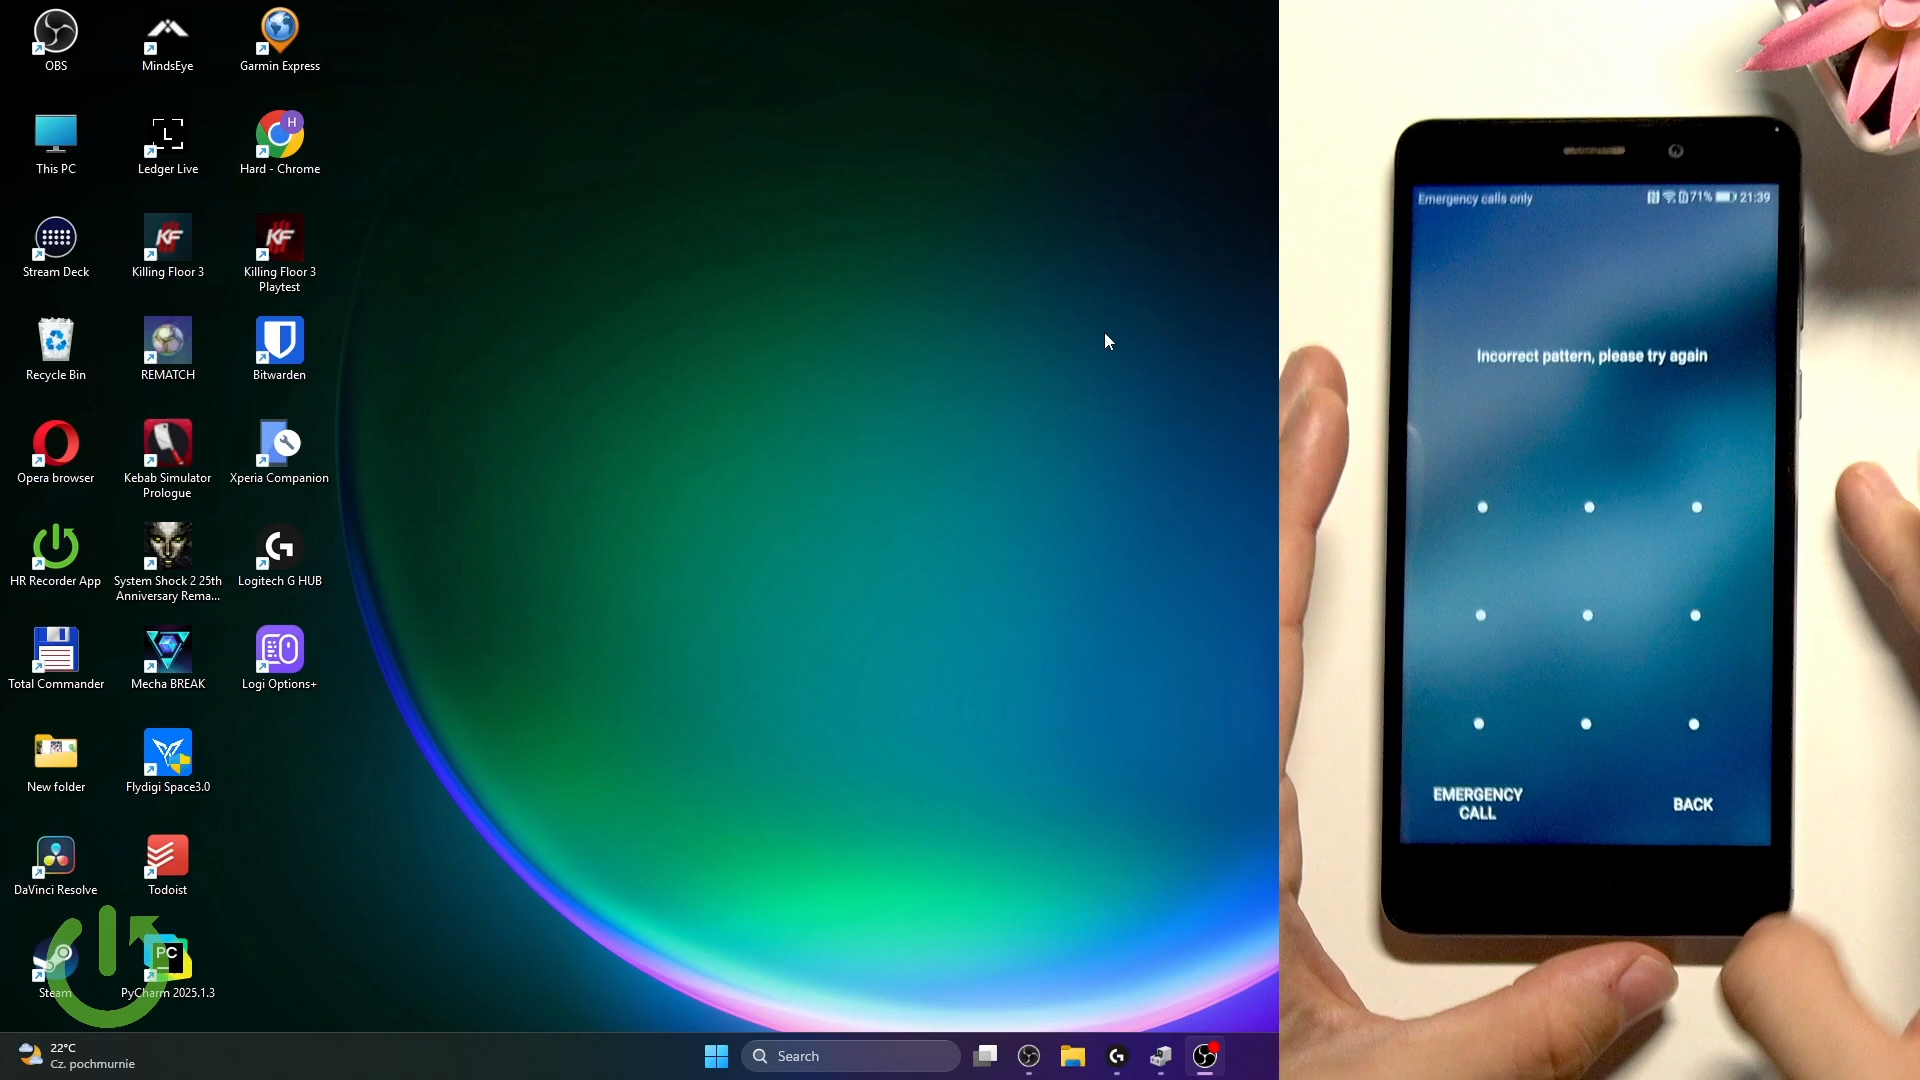 OBS
MindsEye
Garmin Express
This PC
Ledger Live
H
Hard - Chrome
Stream Deck
KF
Killing Floor 3
KF
Killing Floor 3
Playtest
Recycle Bin
REMATCH
Bitwarden
Opera browser
Kebab Simulator
Prologue
Xperia Companion
HR Recorder App
System Shock 2 25th
Anniversary Rema...
Logitech G HUB
Total Commander
Mecha BREAK
Logi Options+
New folder
Flydigi Space3.0
DaVinci Resolve
Todoist
Steam
PC
PyCharm 2025.1.3
22°C
Cz. pochmurnie
Search
Emergency calls only
71%
21:39
Incorrect pattern, please try again
EMERGENCY
CALL
BACK